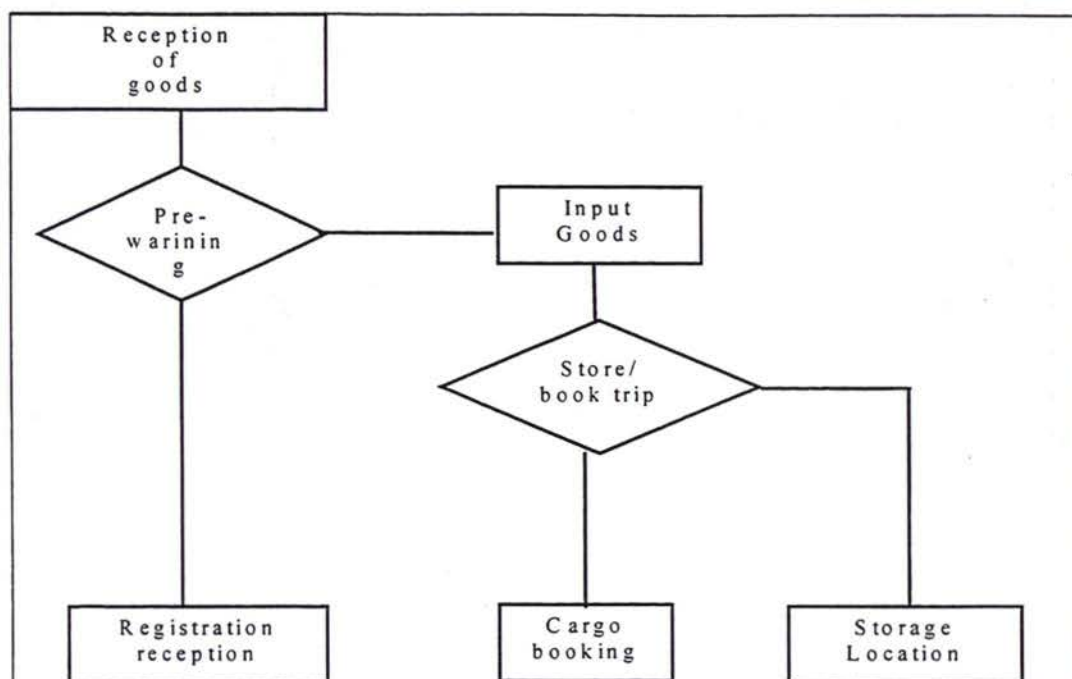 Reception
of
goods
Pre-
warinin
g
Input
Goods
Store/
book trip
Registration
reception
Cargo
booking
Storage
Location